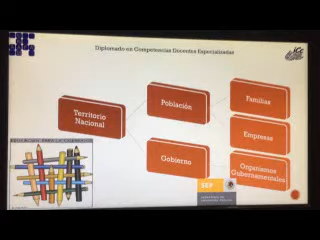 Diplomado en Competencias Docentes Especializadas
Territorio
Nacional
Población
Gobierno
Familias
Empresas
Organismos
Gubernamentales
SEP